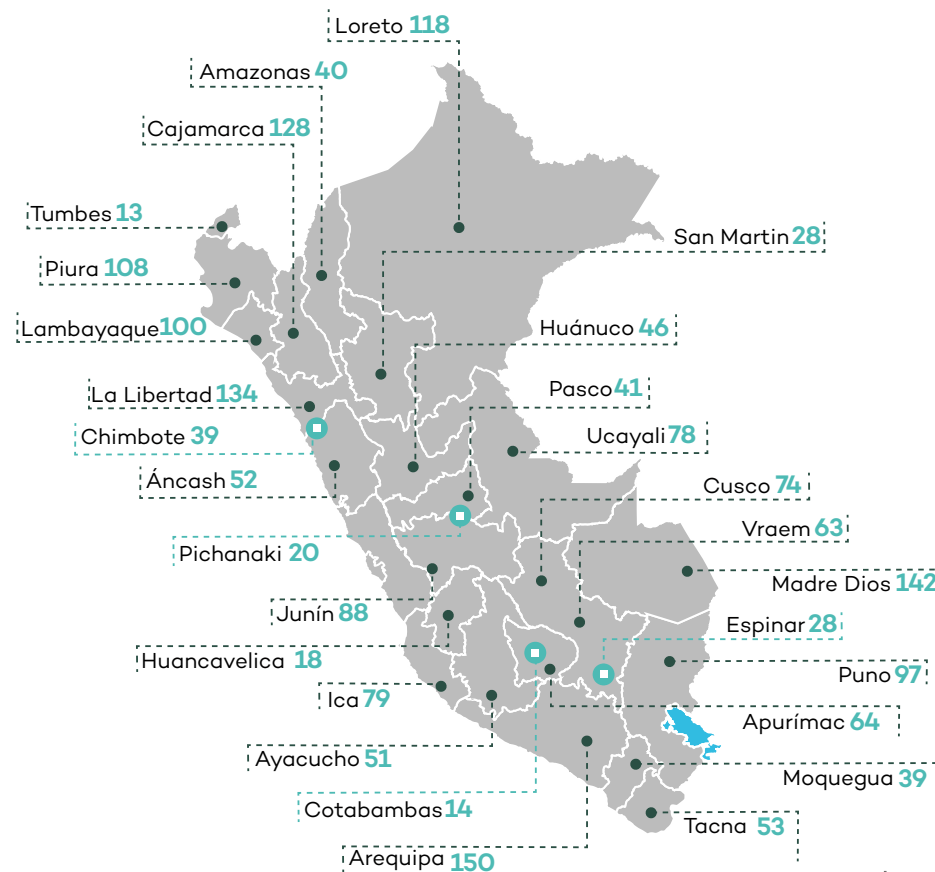 Loreto 118
Amazonas 40
Cajamarca 128
Tumbes 13
San Martin 28
Piura 108
Lambayaque 100
Huánuco 46
La Libertad 134
Pasco 41
Chimbote 39
Ucayali 78
Áncash 52
Cusco 74
Vraem 63
Pichanaki 20
Madre Dios 142
Junín 88
Espinar 28
Huancavelica 18
Puno 97
Ica 79
Apurímac 64
Ayacucho 51
Moquegua 39
Cotabambas 14
Tacna 53
Arequipa 150